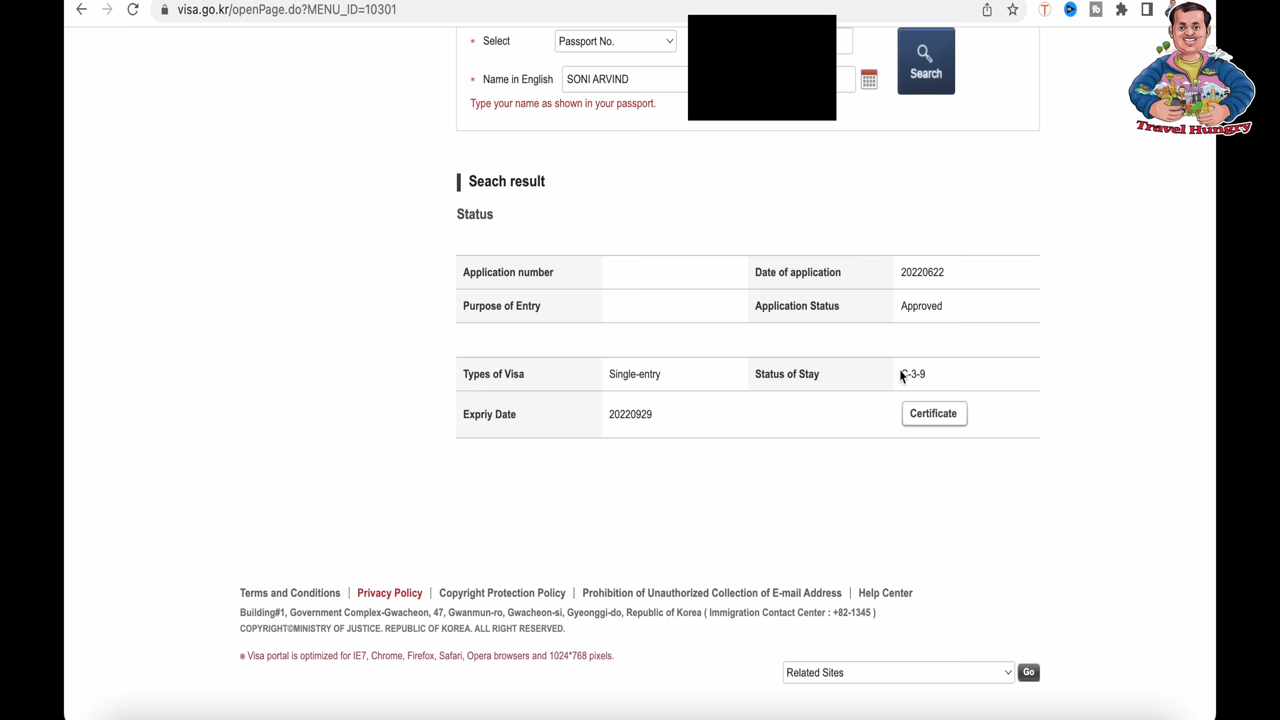 visa.go.kr/openPage.do?MENU_ID=10301
* Select Passport No.
Search
* Name in English SONI ARVIND
Type your name as shown in your passport.
Travel Hungry
Seach result
Status
Application number Date of application 20220622
Purpose of Entry Application Status Approved
Types of Visa Single-entry Status of Stay C-3-9
Expriy Date 20220929 Certificate
Terms and Conditions | Privacy Policy | Copyright Protection Policy | Prohibition of Unauthorized Collection of E-mail Address | Help Center
Building#1, Government Complex-Gwacheon, 47, Gwanmun-ro, Gwacheon-si, Gyeonggi-do, Republic of Korea ( Immigration Contact Center : +82-1345 )
COPYRIGHT©MINISTRY OF JUSTICE. REPUBLIC OF KOREA. ALL RIGHT RESERVED.
※ Visa portal is optimized for IE7, Chrome, Firefox, Safari, Opera browsers and 1024*768 pixels.
Related Sites Go